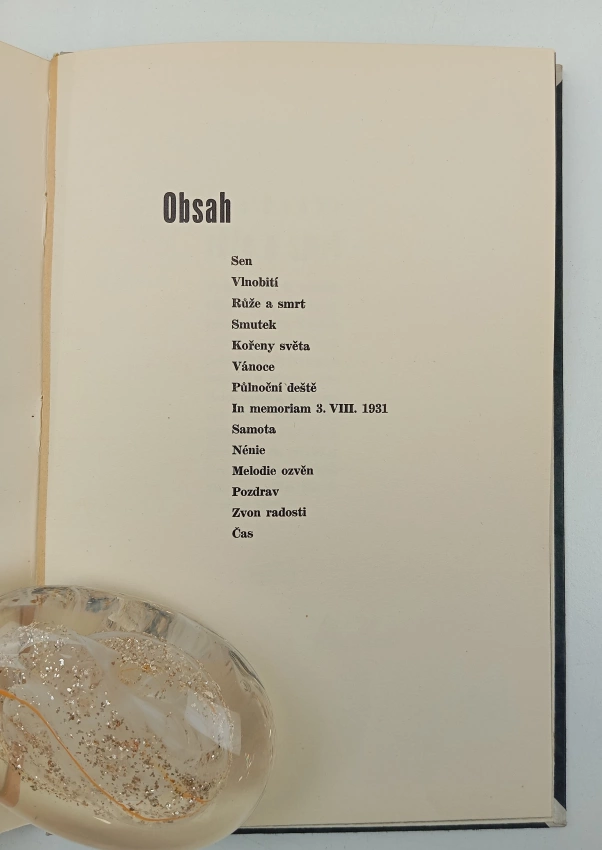 Obsah
Sen
Vlnobití
Růže a smrt
Smutek
Kořeny světa
Vánoce
Půlnoční deště
In memoriam 3. VIII. 1931
Samota
Nénie
Melodie ozvěn
Pozdrav
Zvon radosti
Čas